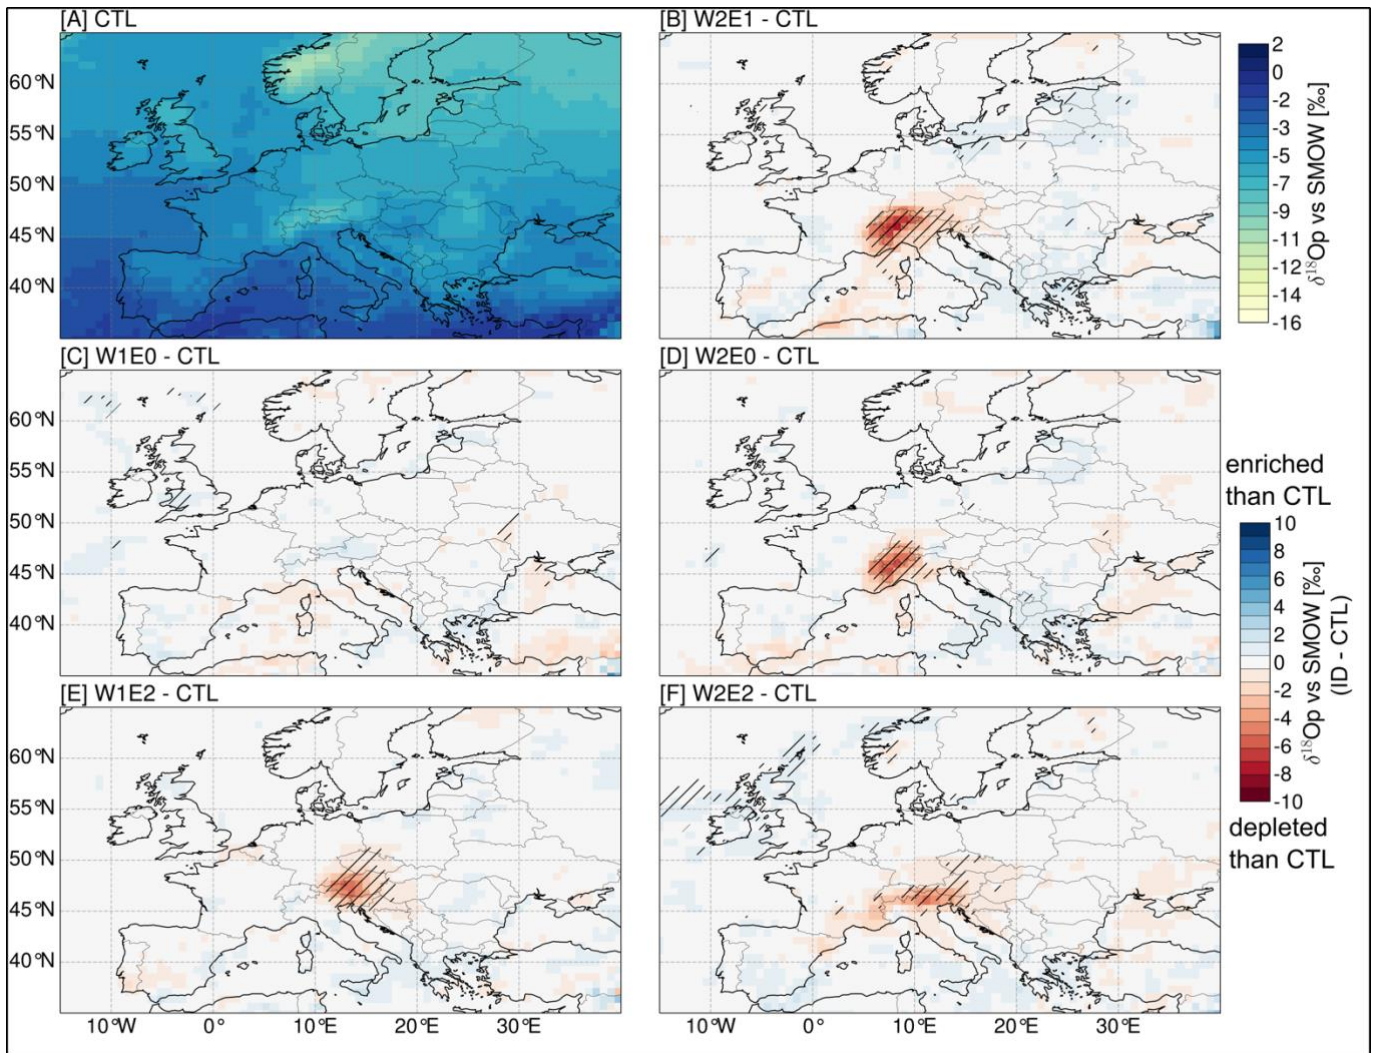 [A] CTL
[B] W2E1 - CTL
60°N
55°N
50°N
45°N
40°N
2
0
-2
-3
-5
-7
-9
-11
-12
-14
-16
δ¹⁸Op vs SMOW [‰]
[C] W1E0 - CTL
[D] W2E0 - CTL
60°N
55°N
50°N
45°N
40°N
enriched
than CTL
10
8
6
4
2
0
-2
-4
-6
-8
-10
δ¹⁸Op vs SMOW [‰]
(ID - CTL)
depleted
than CTL
[E] W1E2 - CTL
[F] W2E2 - CTL
60°N
55°N
50°N
45°N
40°N
10°W 0° 10°E 20°E 30°E
10°W 0° 10°E 20°E 30°E